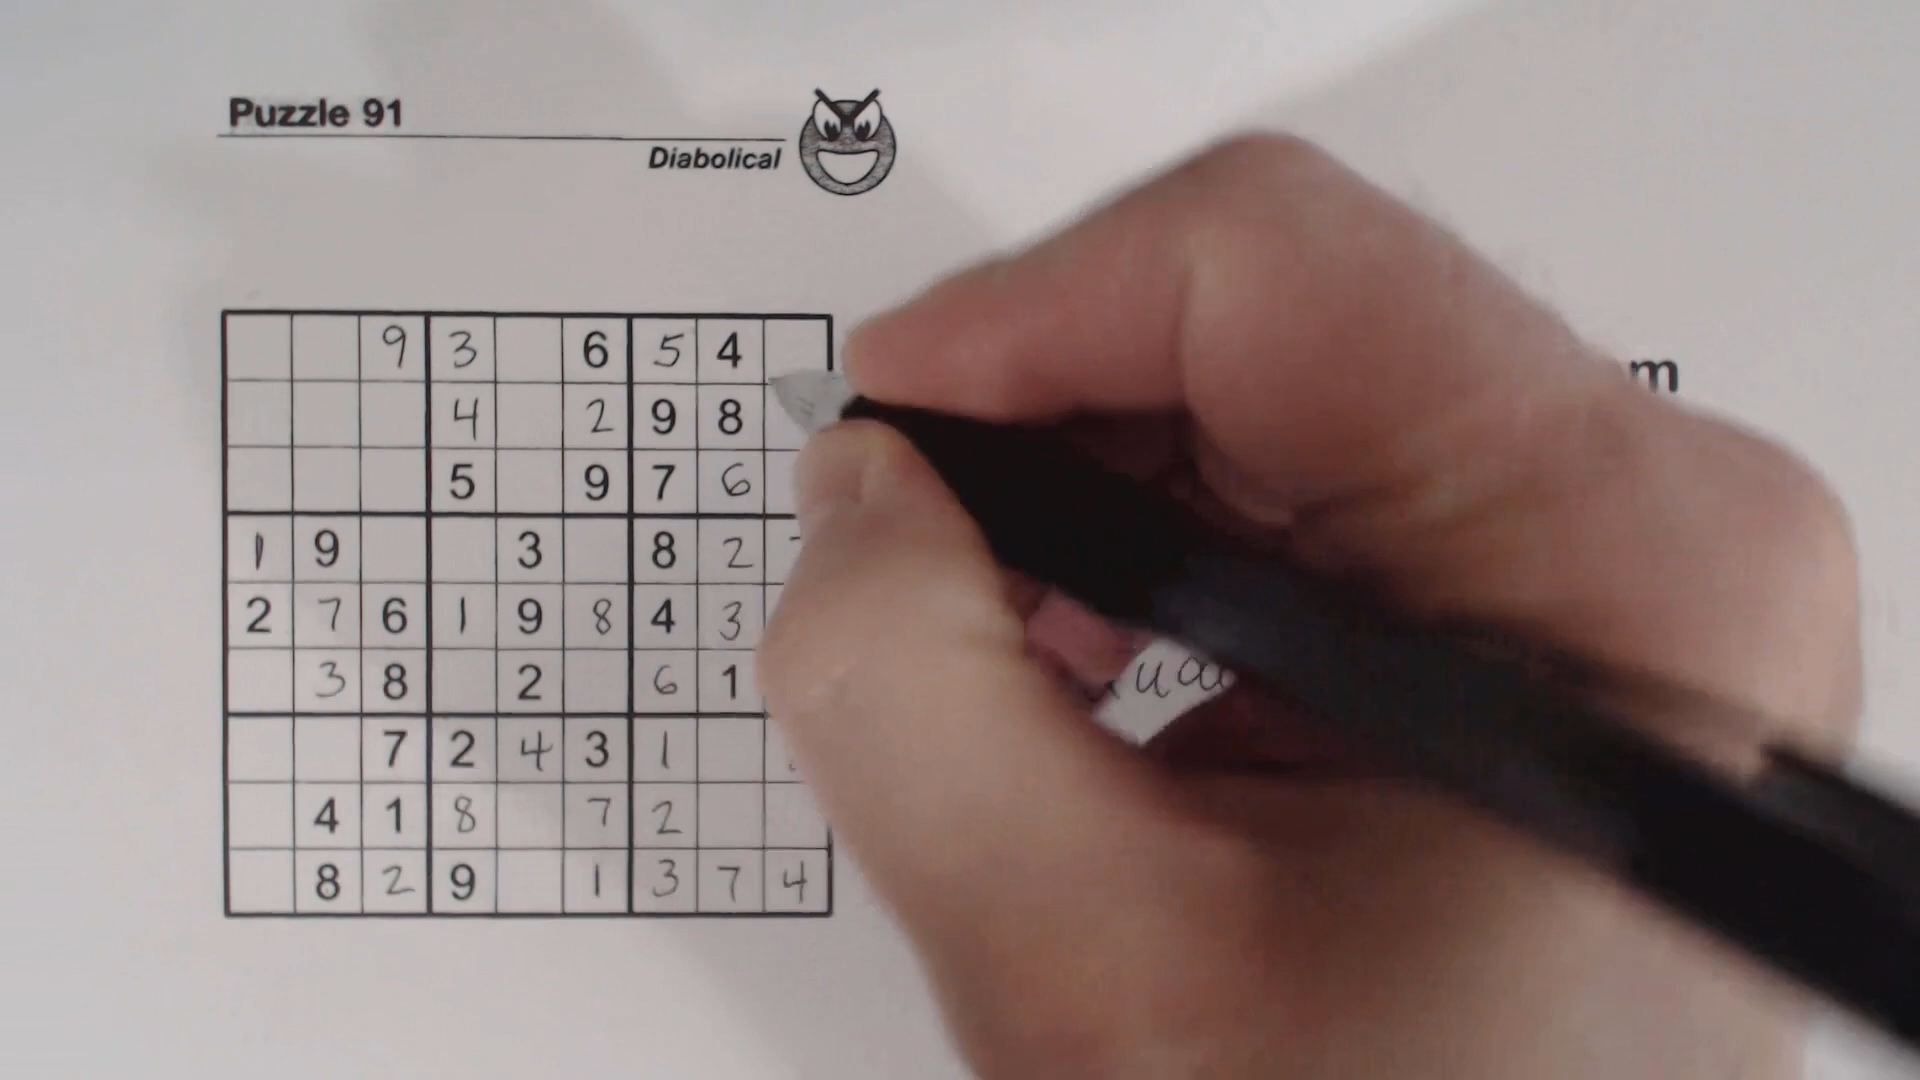 Puzzle 91
Diabolical
9 3 6 5 4
4 2 9 8
m
5 9 7 6
1 9 3 8 2
2 7 6 1 9 8 4 3
3 8 2 6 1
7 2 4 3 1
4 1 8 7 2
8 2 9 1 3 7 4